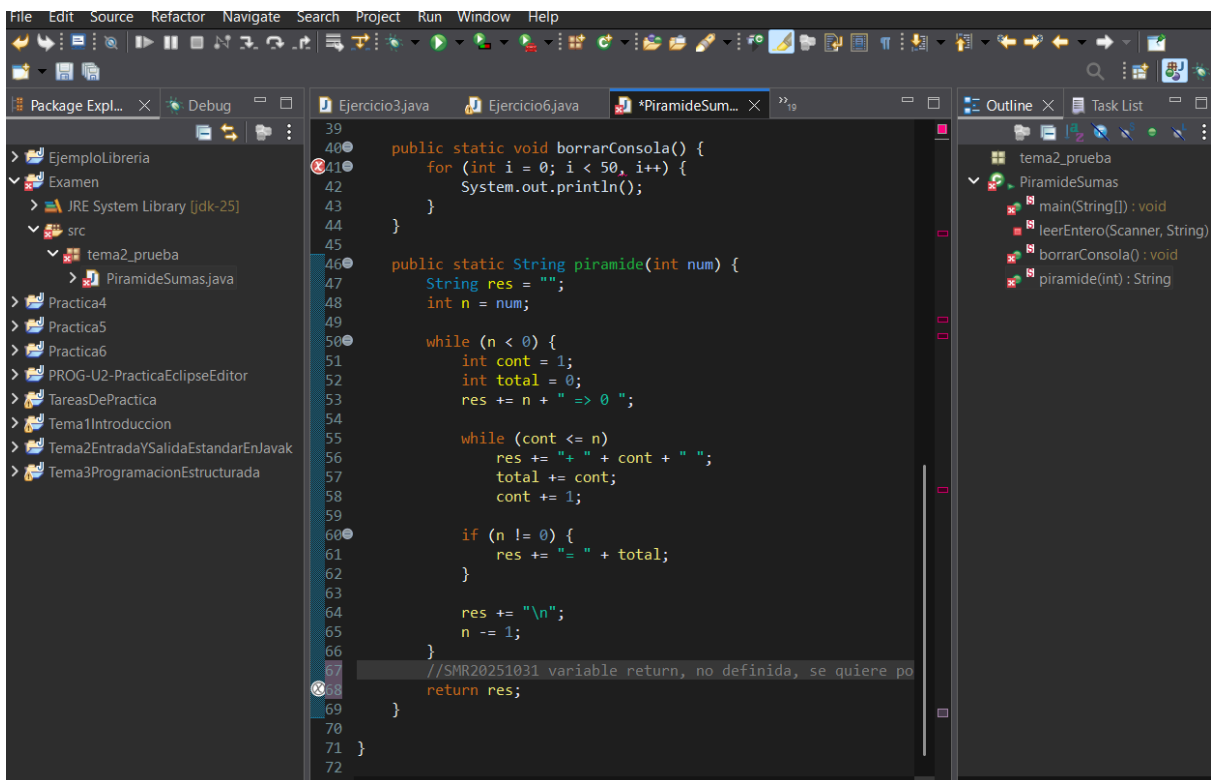 File Edit Source Refactor Navigate Search Project Run Window Help
Package Expl... Debug
EjemploLibreria
Examen
JRE System Library [jdk-25]
src
tema2_prueba
PiramideSumas.java
Practica4
Practica5
Practica6
PROG-U2-PracticaEclipseEditor
TareasDePractica
Tema1Introduccion
Tema2EntradaYSalidaEstandarEnJavak
Tema3ProgramacionEstructurada
Ejercicio3.java Ejercicio6.java *PiramideSum... »19
39
40 public static void borrarConsola() {
41 for (int i = 0; i < 50, i++) {
42 System.out.println();
43 }
44 }
45
46 public static String piramide(int num) {
47 String res = "";
48 int n = num;
49
50 while (n < 0) {
51 int cont = 1;
52 int total = 0;
53 res += n + " => 0 ";
54
55 while (cont <= n)
56 res += "+ " + cont + " ";
57 total += cont;
58 cont += 1;
59
60 if (n != 0) {
61 res += "= " + total;
62 }
63
64 res += "\n";
65 n -= 1;
66 }
67 //SMR20251031 variable return, no definida, se quiere po
68 return res;
69 }
70
71 }
72
Outline Task List
tema2_prueba
PiramideSumas
main(String[]) : void
leerEntero(Scanner, String)
borrarConsola() : void
piramide(int) : String